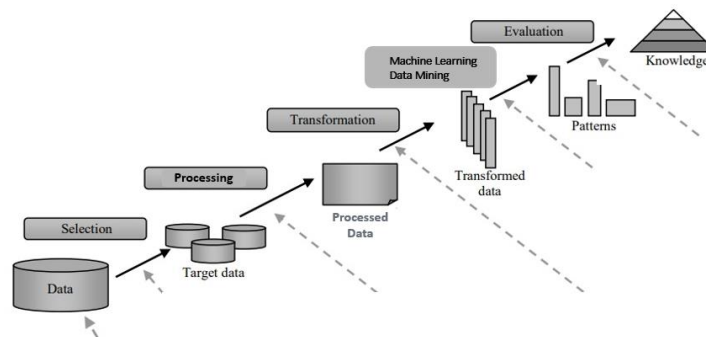 Evaluation
Machine Learning
Data Mining
Knowledge
Transformation
Patterns
Transformed
data
Processing
Processed
Data
Selection
Target data
Data